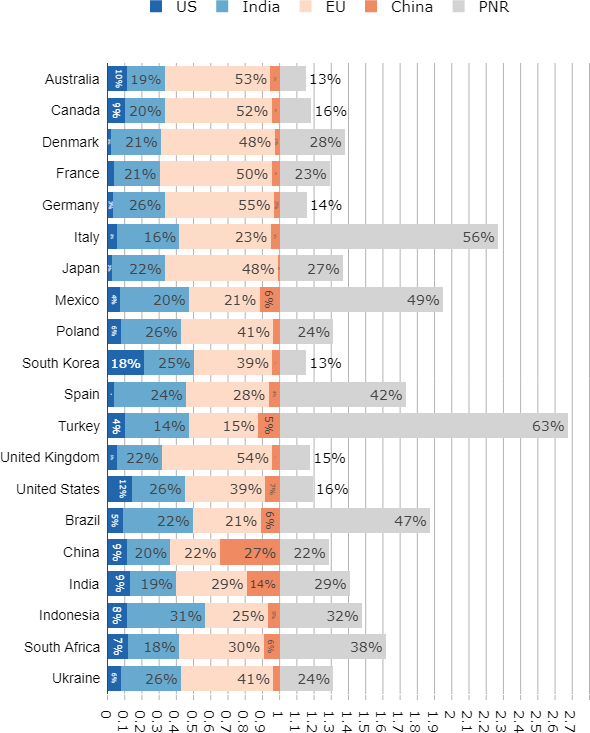 US India EU China PNR
Australia 10% 19% 53% 13%
Canada 9% 20% 52% 16%
Denmark 21% 48% 28%
France 21% 50% 23%
Germany 26% 55% 14%
Italy 16% 23% 56%
Japan 22% 48% 27%
Mexico 4% 20% 21% 6% 49%
Poland 6% 26% 41% 24%
South Korea 18% 25% 39% 13%
Spain 24% 28% 42%
Turkey 4% 14% 15% 5% 63%
United Kingdom 22% 54% 15%
United States 12% 26% 39% 7% 16%
Brazil 5% 22% 21% 6% 47%
China 9% 20% 22% 27% 22%
India 9% 19% 29% 14% 29%
Indonesia 8% 31% 25% 32%
South Africa 7% 18% 30% 6% 38%
Ukraine 6% 26% 41% 24%
0 0.1 0.2 0.3 0.4 0.5 0.6 0.7 0.8 0.9 1 1.1 1.2 1.3 1.4 1.5 1.6 1.7 1.8 1.9 2 2.1 2.2 2.3 2.4 2.5 2.6 2.7